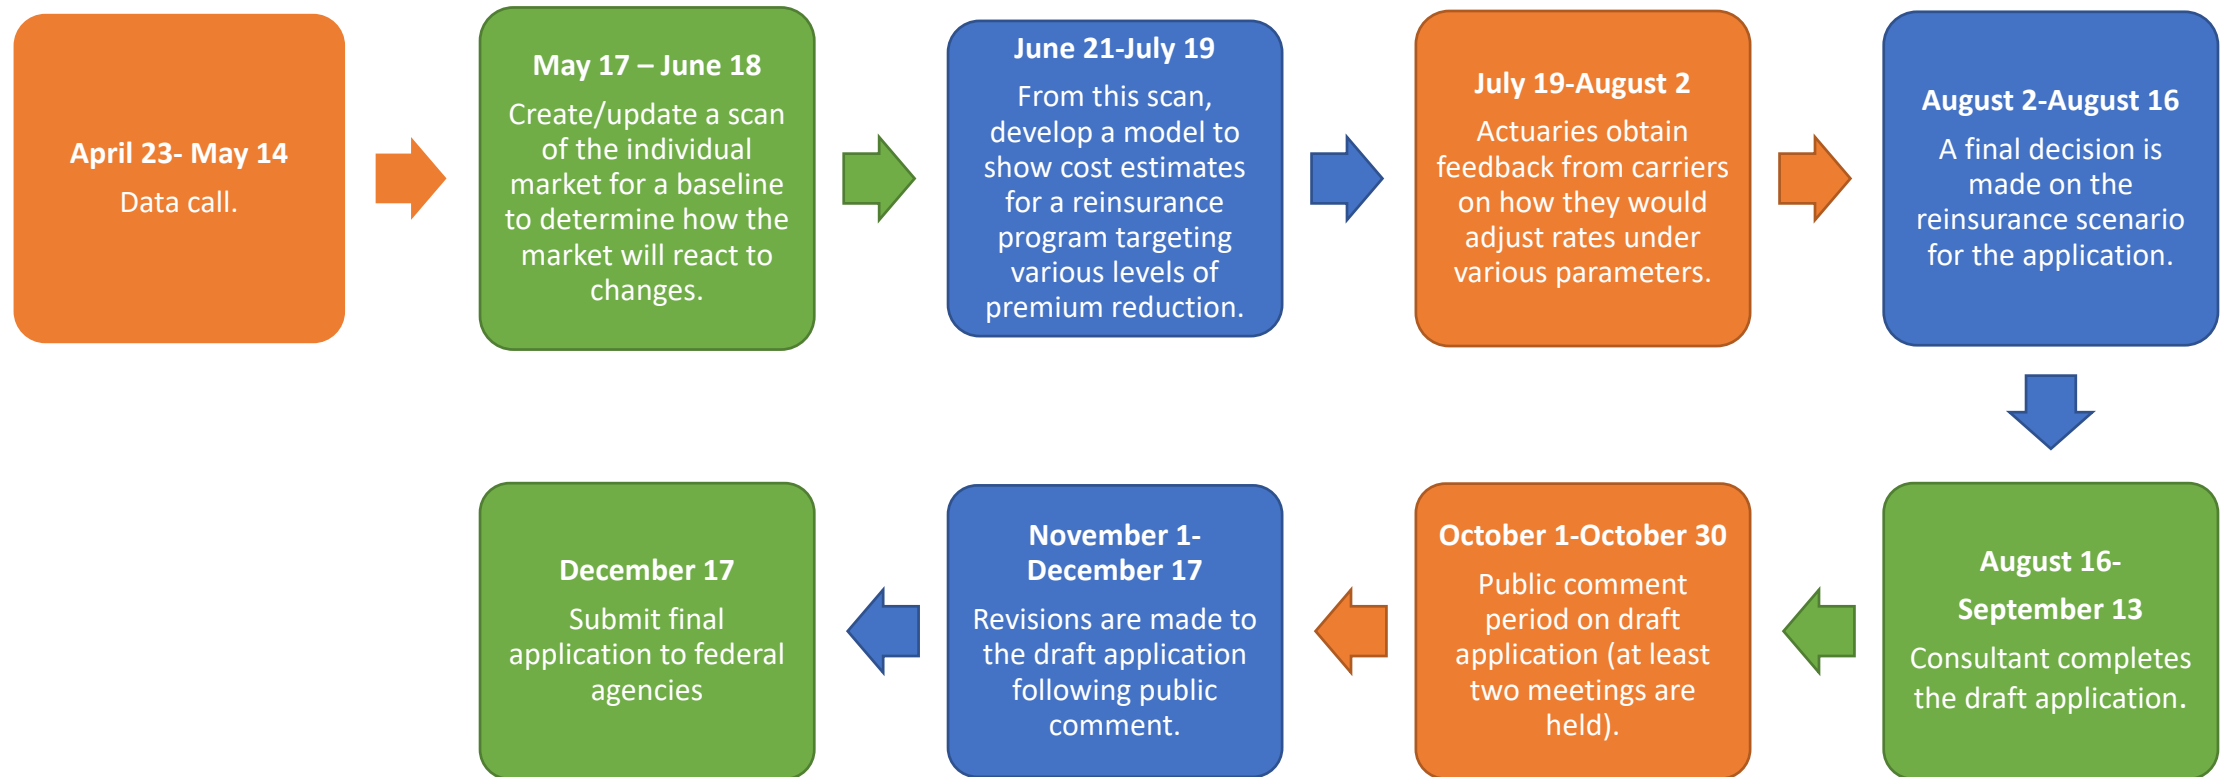 April 23- May 14
Data call.
May 17 – June 18
Create/update a scan
of the individual
market for a baseline
to determine how the
market will react to
changes.
June 21-July 19
From this scan,
develop a model to
show cost estimates
for a reinsurance
program targeting
various levels of
premium reduction.
July 19-August 2
Actuaries obtain
feedback from carriers
on how they would
adjust rates under
various parameters.
August 2-August 16
A final decision is
made on the
reinsurance scenario
for the application.
August 16-
September 13
Consultant completes
the draft application.
October 1-October 30
Public comment
period on draft
application (at least
two meetings are
held).
November 1-
December 17
Revisions are made to
the draft application
following public
comment.
December 17
Submit final
application to federal
agencies